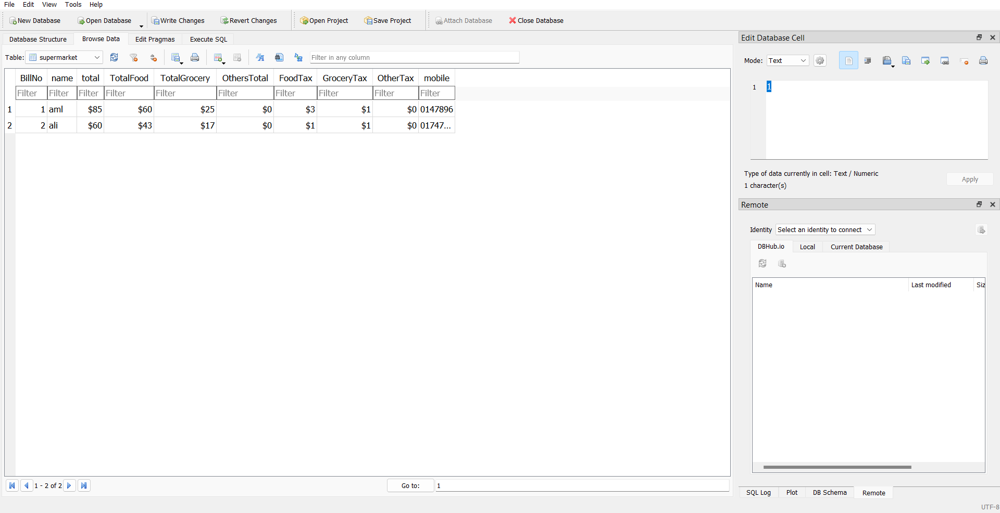 File Edit View Tools Help
New Database Open Database Write Changes Revert Changes Open Project Save Project Attach Database Close Database
Database Structure Browse Data Edit Pragmas Execute SQL
Table: supermarket Filter in any column
BillNo name total TotalFood TotalGrocery OthersTotal FoodTax GroceryTax OtherTax mobile
Filter Filter Filter Filter Filter Filter Filter Filter Filter Filter
1 1 aml $85 $60 $25 $0 $3 $1 $0 0147896
2 2 ali $60 $43 $17 $0 $1 $1 $0 01747...
1 - 2 of 2 Go to: 1
Edit Database Cell
Mode: Text
1 1
Type of data currently in cell: Text / Numeric
1 character(s)
Apply
Remote
Identity Select an identity to connect
DBHub.io Local Current Database
Name Last modified Siz
SQL Log Plot DB Schema Remote
UTF-8